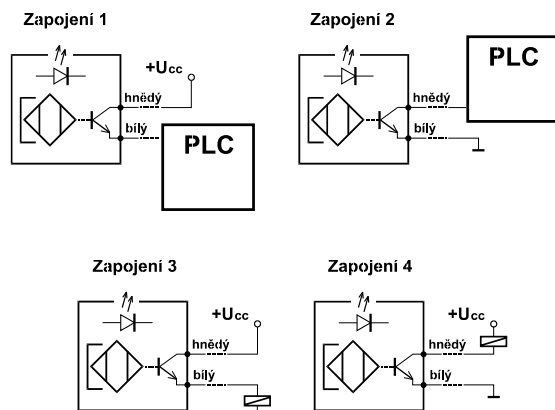 Zapojení 1
Zapojení 2
+Ucc
hnědý
bílý
PLC
hnědý
bílý
PLC
Zapojení 3
Zapojení 4
+Ucc
hnědý
bílý
+Ucc
hnědý
bílý